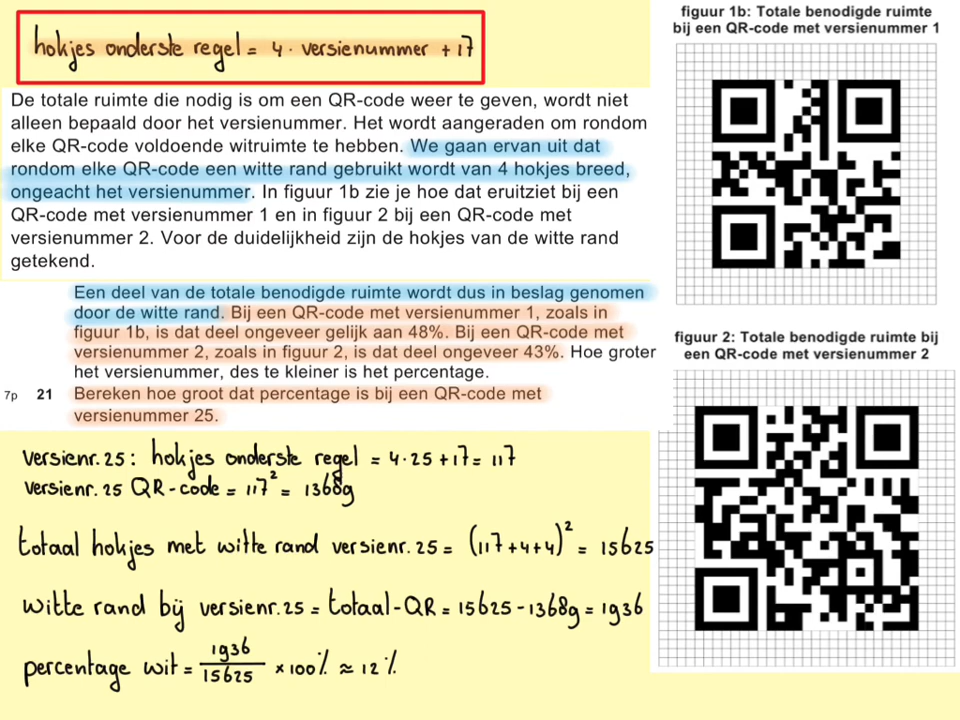 hokjes onderste regel = 4 · versienummer + 17
De totale ruimte die nodig is om een QR-code weer te geven, wordt niet
alleen bepaald door het versienummer. Het wordt aangeraden om rondom
elke QR-code voldoende witruimte te hebben. We gaan ervan uit dat
rondom elke QR-code een witte rand gebruikt wordt van 4 hokjes breed,
ongeacht het versienummer. In figuur 1b zie je hoe dat eruitziet bij een
QR-code met versienummer 1 en in figuur 2 bij een QR-code met
versienummer 2. Voor de duidelijkheid zijn de hokjes van de witte rand
getekend.
Een deel van de totale benodigde ruimte wordt dus in beslag genomen
door de witte rand. Bij een QR-code met versienummer 1, zoals in
figuur 1b, is dat deel ongeveer gelijk aan 48%. Bij een QR-code met
versienummer 2, zoals in figuur 2, is dat deel ongeveer 43%. Hoe groter
het versienummer, des te kleiner is het percentage.
7p 21 Bereken hoe groot dat percentage is bij een QR-code met
versienummer 25.
versienr. 25 : hokjes onderste regel = 4 · 25 + 17 = 117
versienr. 25 QR-code = 117² = 13689
totaal hokjes met witte rand versienr. 25 = (117 + 4 + 4)² = 15625
witte rand bij versienr. 25 = totaal - QR = 15625 - 13689 = 1936
percentage wit = 1936/15625 × 100% ≈ 12%
figuur 1b: Totale benodigde ruimte
bij een QR-code met versienummer 1
figuur 2: Totale benodigde ruimte bij
een QR-code met versienummer 2